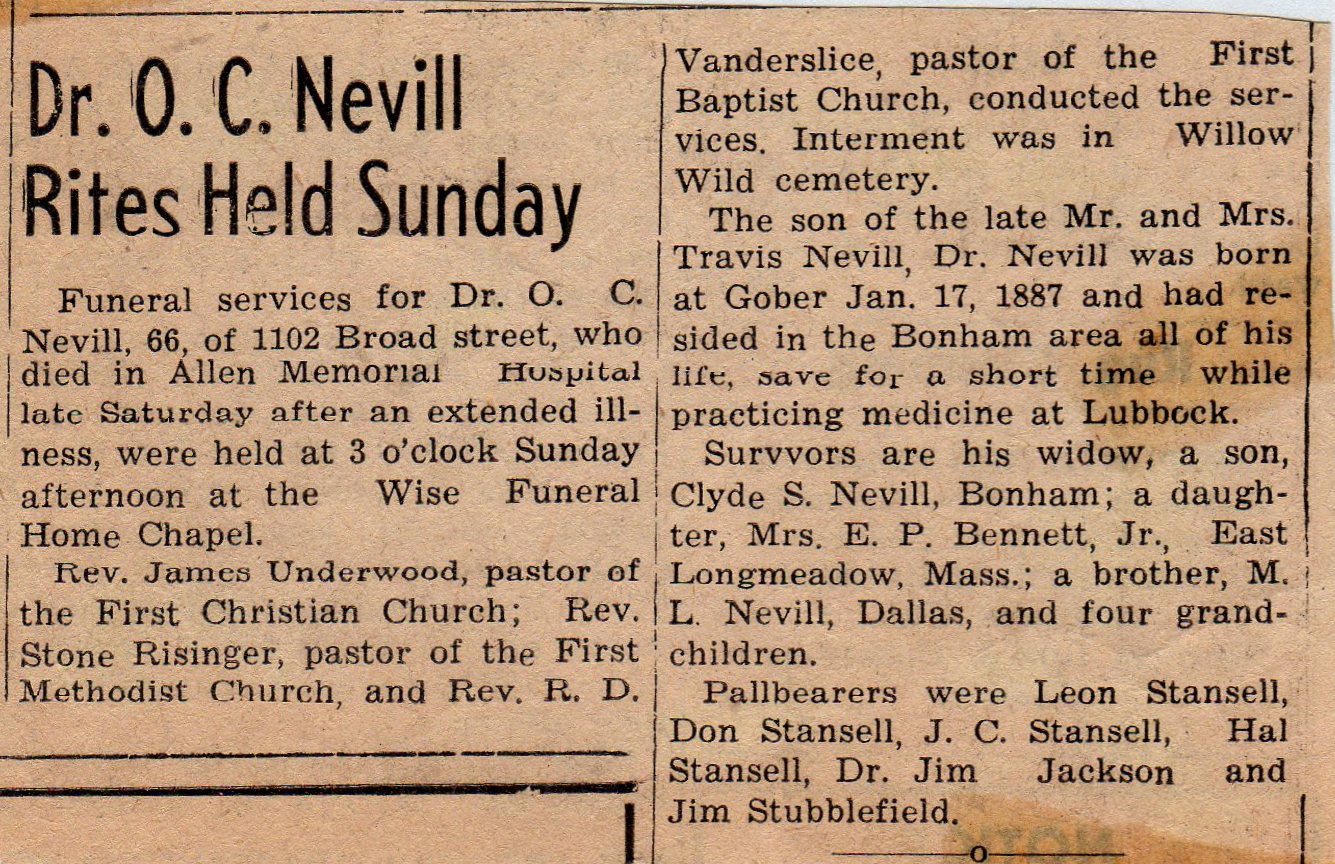 Dr. O. C. Nevill
Rites Held Sunday
Funeral services for Dr. O. C.
Nevill, 66, of 1102 Broad street, who
died in Allen Memorial Hospital
late Saturday after an extended ill-
ness, were held at 3 o'clock Sunday
afternoon at the Wise Funeral
Home Chapel.
Rev. James Underwood, pastor of
the First Christian Church; Rev.
Stone Risinger, pastor of the First
Methodist Church, and Rev. R. D.
Vanderslice, pastor of the First
Baptist Church, conducted the ser-
vices. Interment was in Willow
Wild cemetery.
The son of the late Mr. and Mrs.
Travis Nevill, Dr. Nevill was born
at Gober Jan. 17, 1887 and had re-
sided in the Bonham area all of his
life, save for a short time while
practicing medicine at Lubbock.
Survvors are his widow, a son,
Clyde S. Nevill, Bonham; a daugh-
ter, Mrs. E. P. Bennett, Jr., East
Longmeadow, Mass.; a brother, M.
L. Nevill, Dallas, and four grand-
children.
Pallbearers were Leon Stansell,
Don Stansell, J. C. Stansell, Hal
Stansell, Dr. Jim Jackson and
Jim Stubblefield.